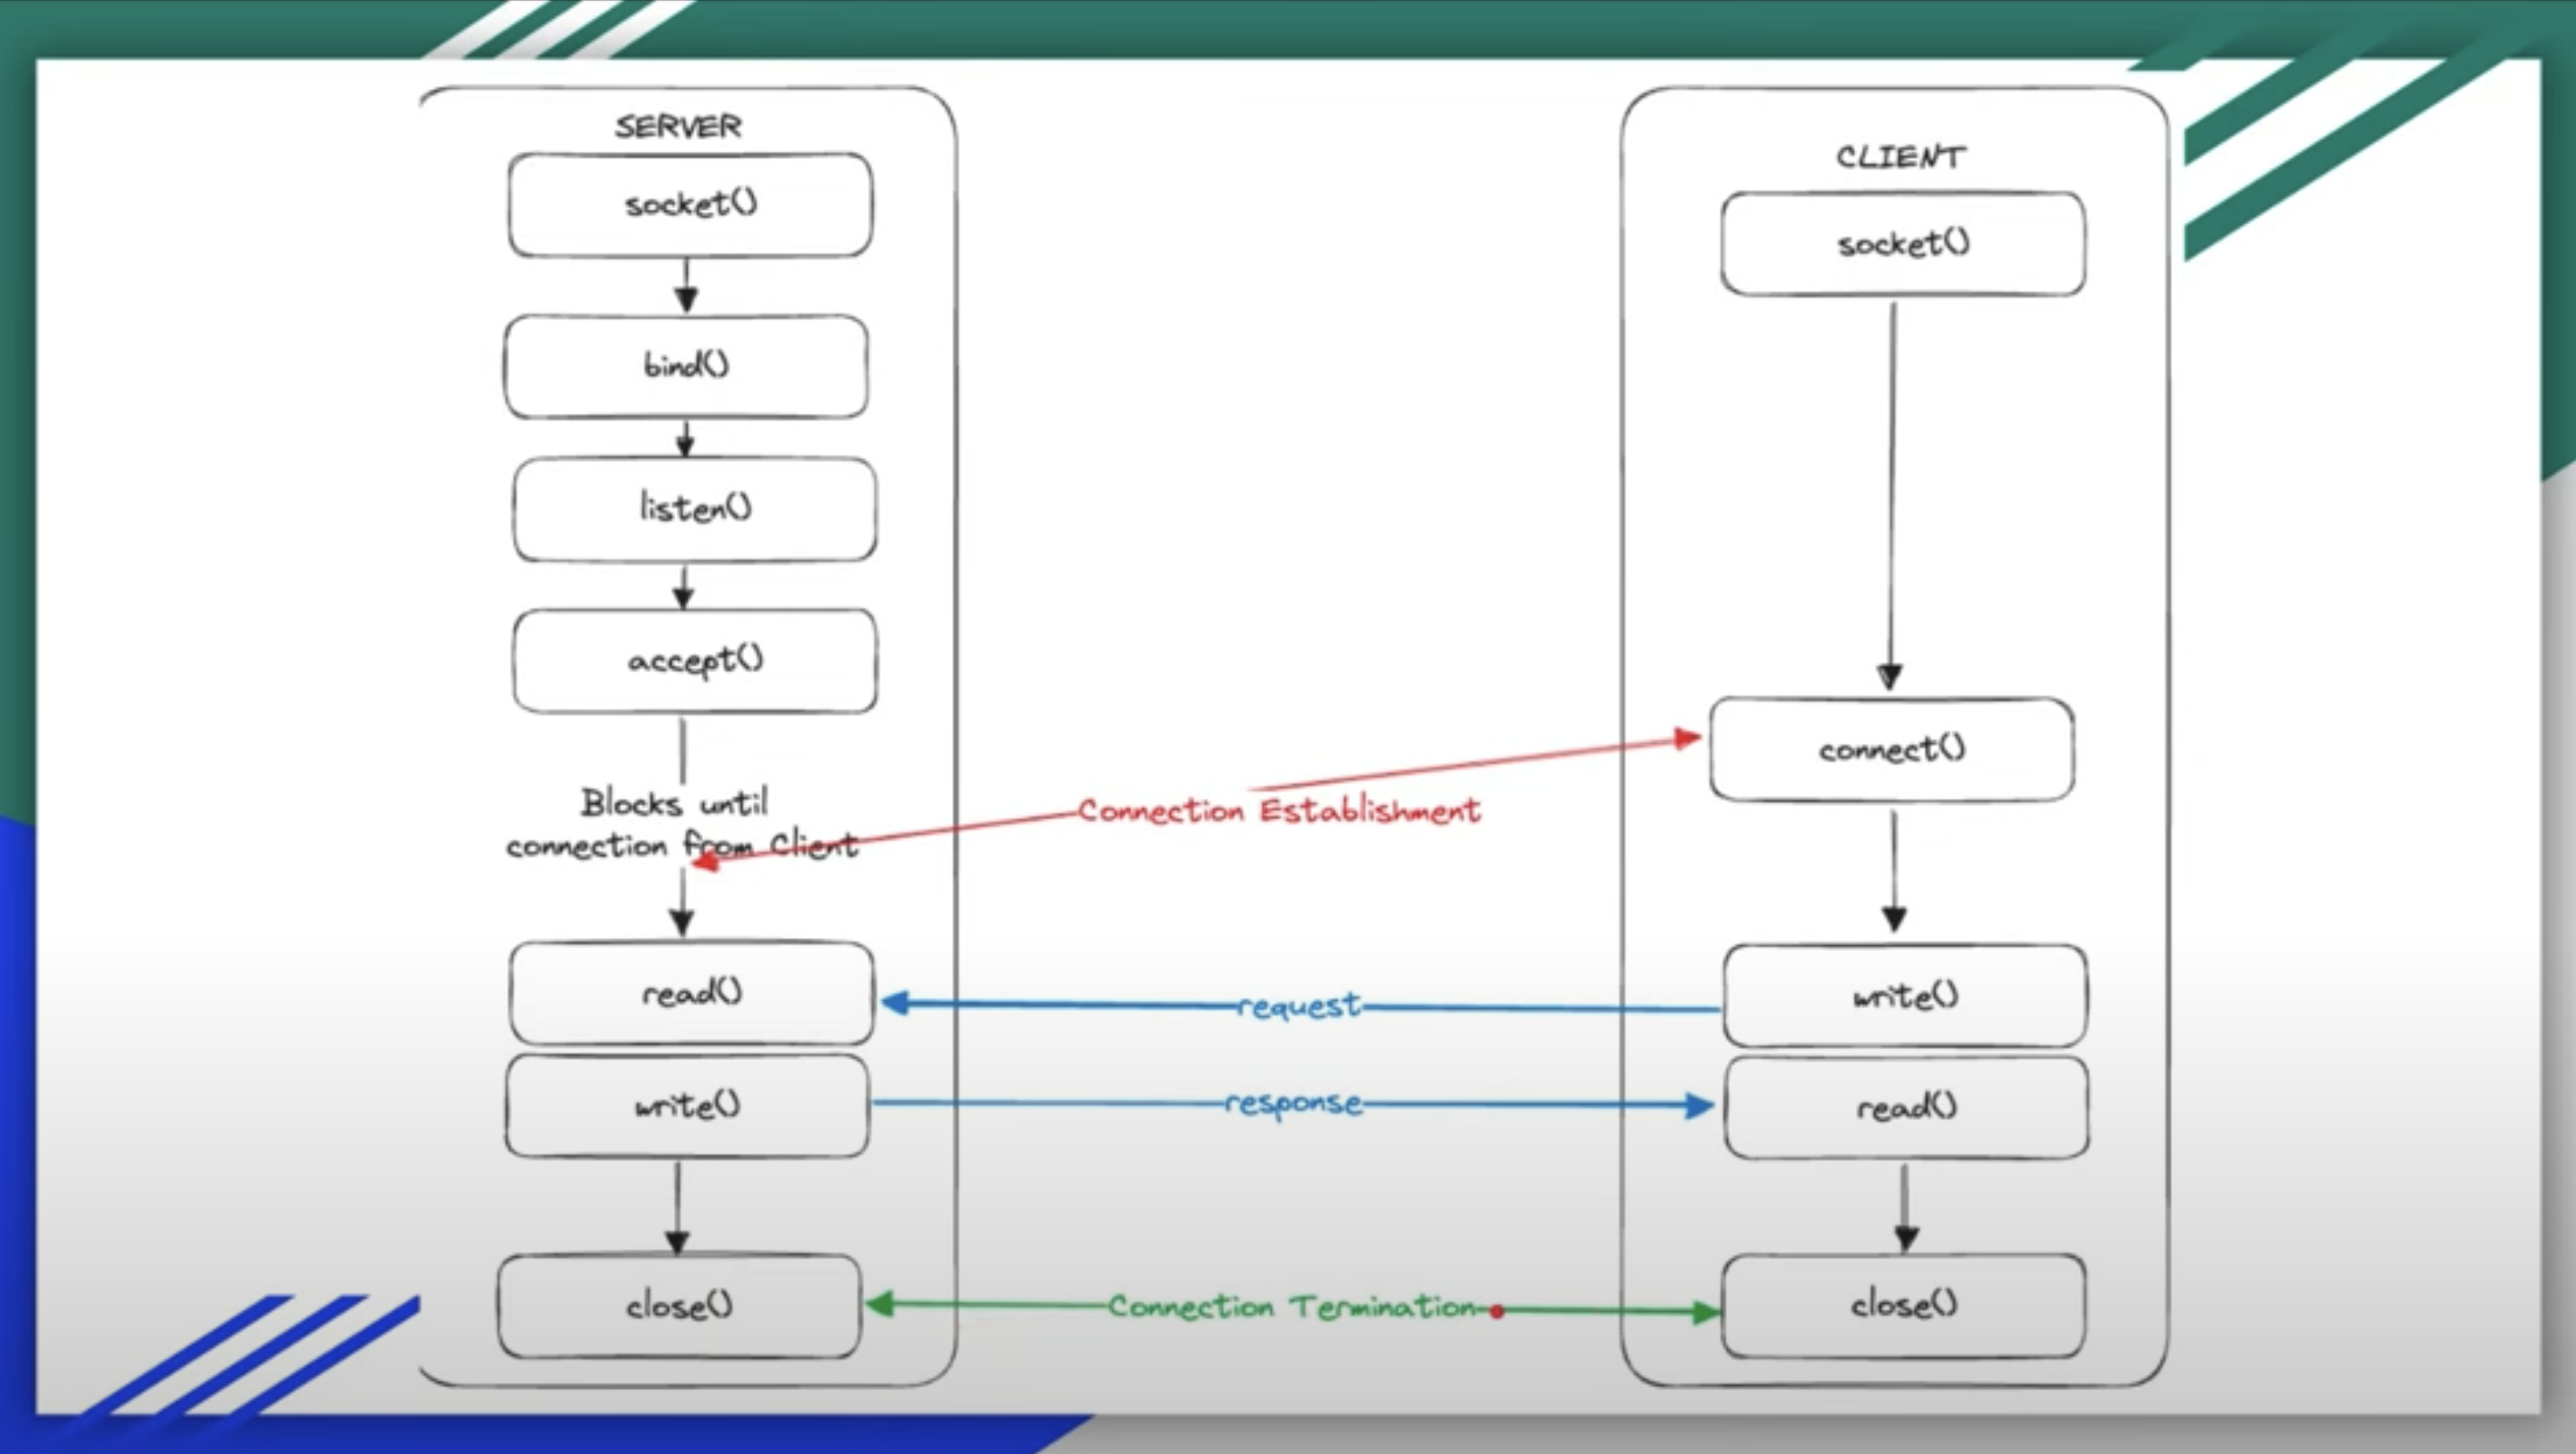 SERVER
socket()
bind()
listen()
accept()
Blocks until
connection from Client
read()
write()
close()
Connection Establishment
request
response
Connection Termination
CLIENT
socket()
connect()
write()
read()
close()